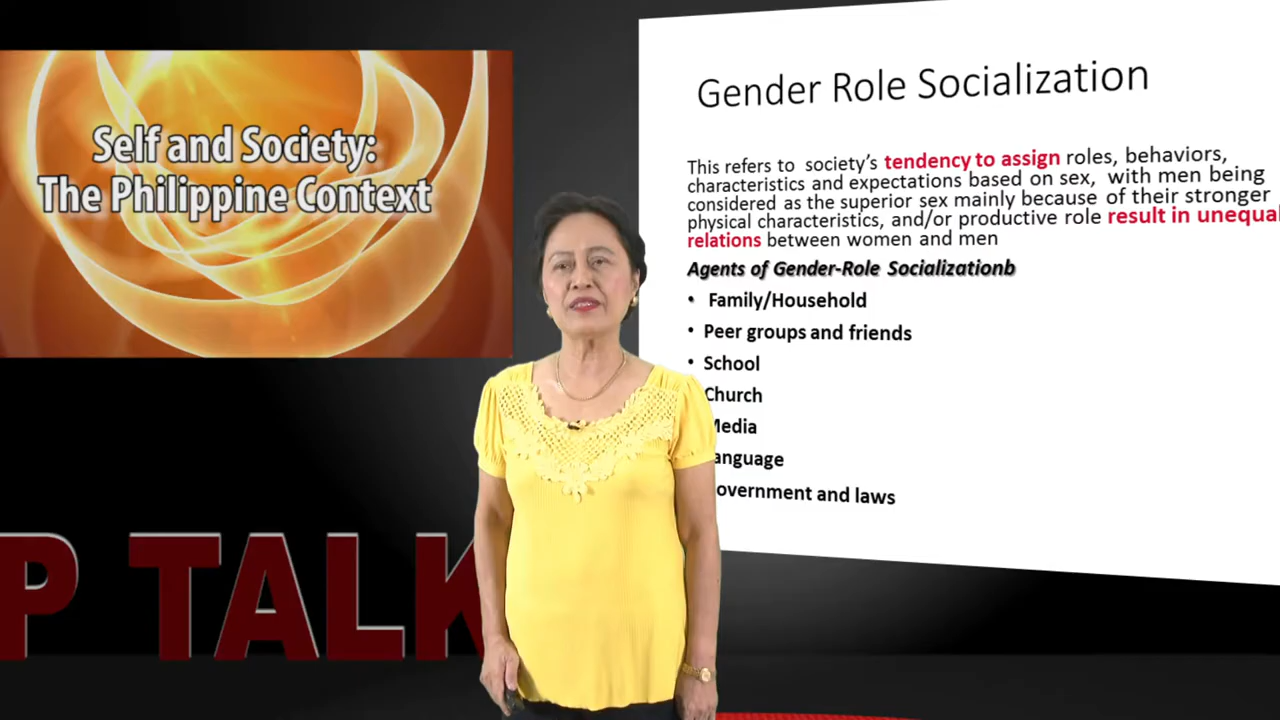 Self and Society:
The Philippine Context
P TALK
Gender Role Socialization
This refers to society's tendency to assign roles, behaviors,
characteristics and expectations based on sex, with men being
considered as the superior sex mainly because of their stronger
physical characteristics, and/or productive role result in unequal
relations between women and men
Agents of Gender-Role Socializationb
• Family/Household
• Peer groups and friends
• School
Church
Media
anguage
overnment and laws